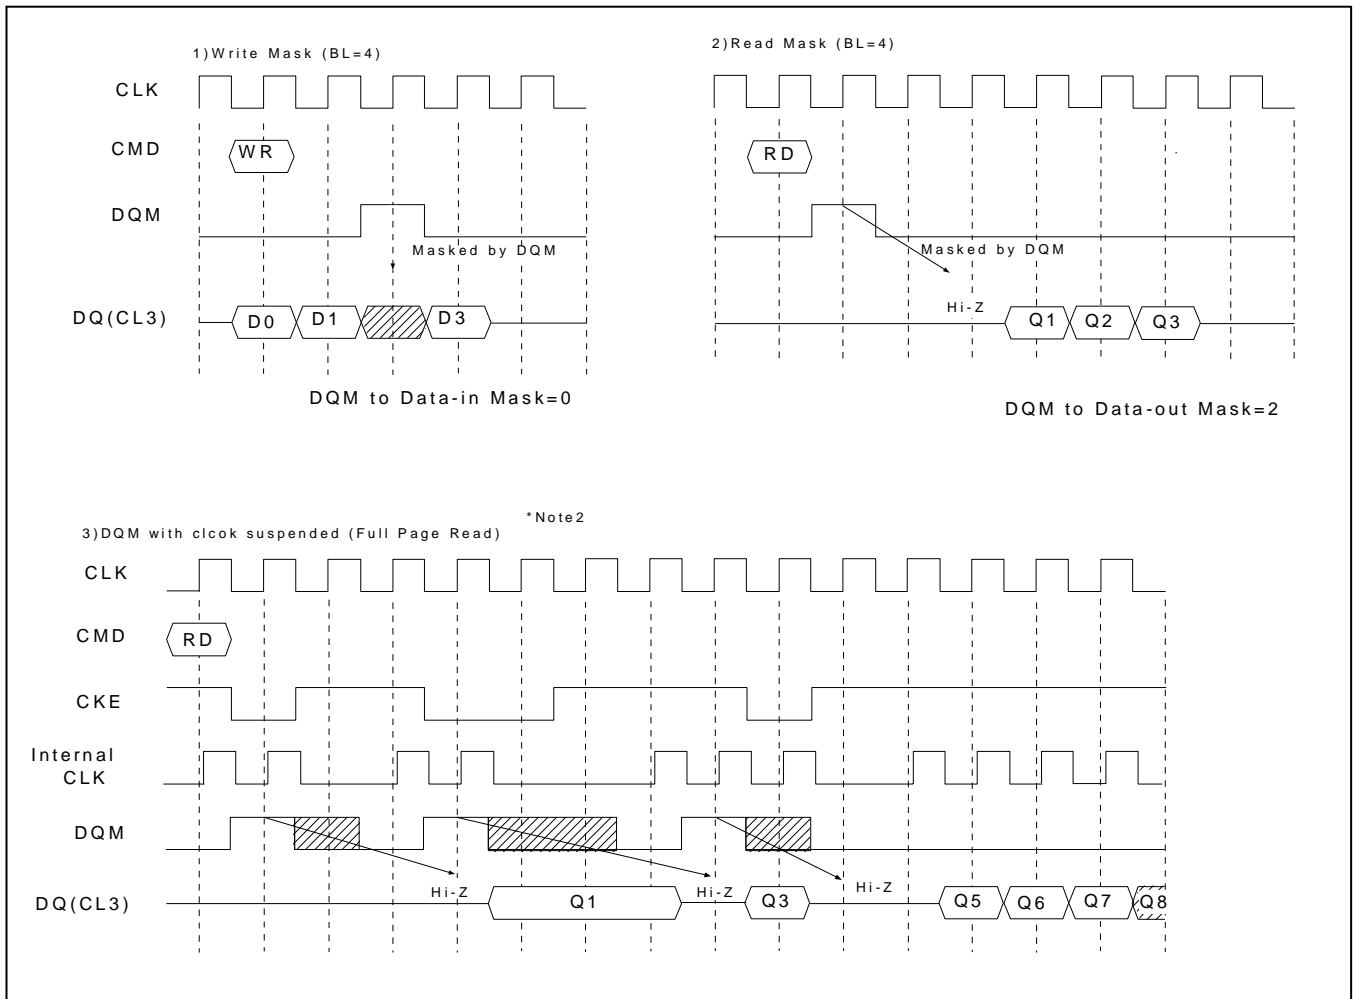 1)Write Mask (BL=4)
CLK
CMD
WR
DQM
Masked by DQM
DQ(CL3)
D0 D1 D3
DQM to Data-in Mask=0
2)Read Mask (BL=4)
RD
Masked by DQM
Hi-Z
Q1 Q2 Q3
DQM to Data-out Mask=2
*Note2
3)DQM with clcok suspended (Full Page Read)
CLK
CMD
RD
CKE
Internal
CLK
DQM
Hi-Z Hi-Z Hi-Z
DQ(CL3)
Q1 Q3 Q5 Q6 Q7 Q8